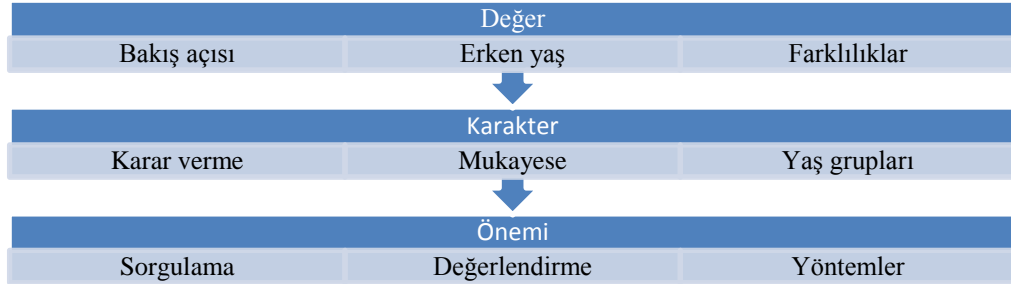 Değer
Bakış açısı Erken yaş Farklılıklar
Karakter
Karar verme Mukayese Yaş grupları
Önemi
Sorgulama Değerlendirme Yöntemler